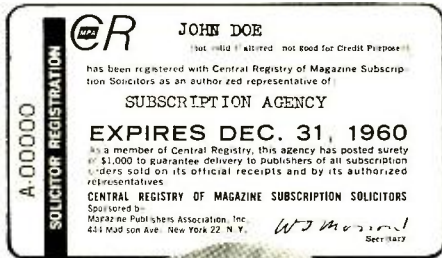 MPA
CR
JOHN DOE
(not valid if altered not good for Credit Purposes)
has been registered with Central Registry of Magazine Subscrip-
tion Solicitors as an authorized representative of:
SUBSCRIPTION AGENCY
EXPIRES DEC. 31, 1960
As a member of Central Registry, this agency has posted surety
of $1,000 to guarantee delivery to publishers of all subscription
orders sold on its official receipts and by its authorized
representatives
CENTRAL REGISTRY OF MAGAZINE SUBSCRIPTION SOLICITORS
Sponsored by
Magazine Publishers Association, Inc.
444 Madison Ave. New York 22, N. Y.
Secretary
A-00000
SOLICITOR REGISTRATION